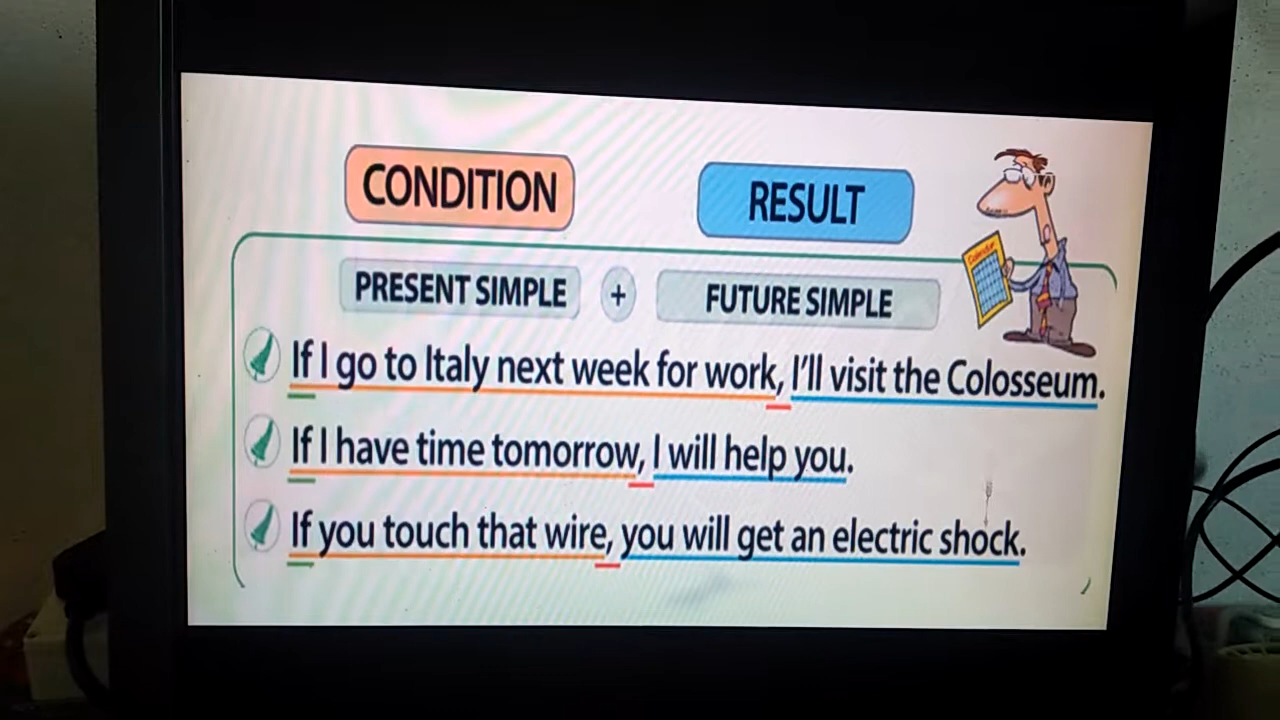 CONDITION RESULT
PRESENT SIMPLE + FUTURE SIMPLE
Calendar
If I go to Italy next week for work, I'll visit the Colosseum.
If I have time tomorrow, I will help you.
If you touch that wire, you will get an electric shock.